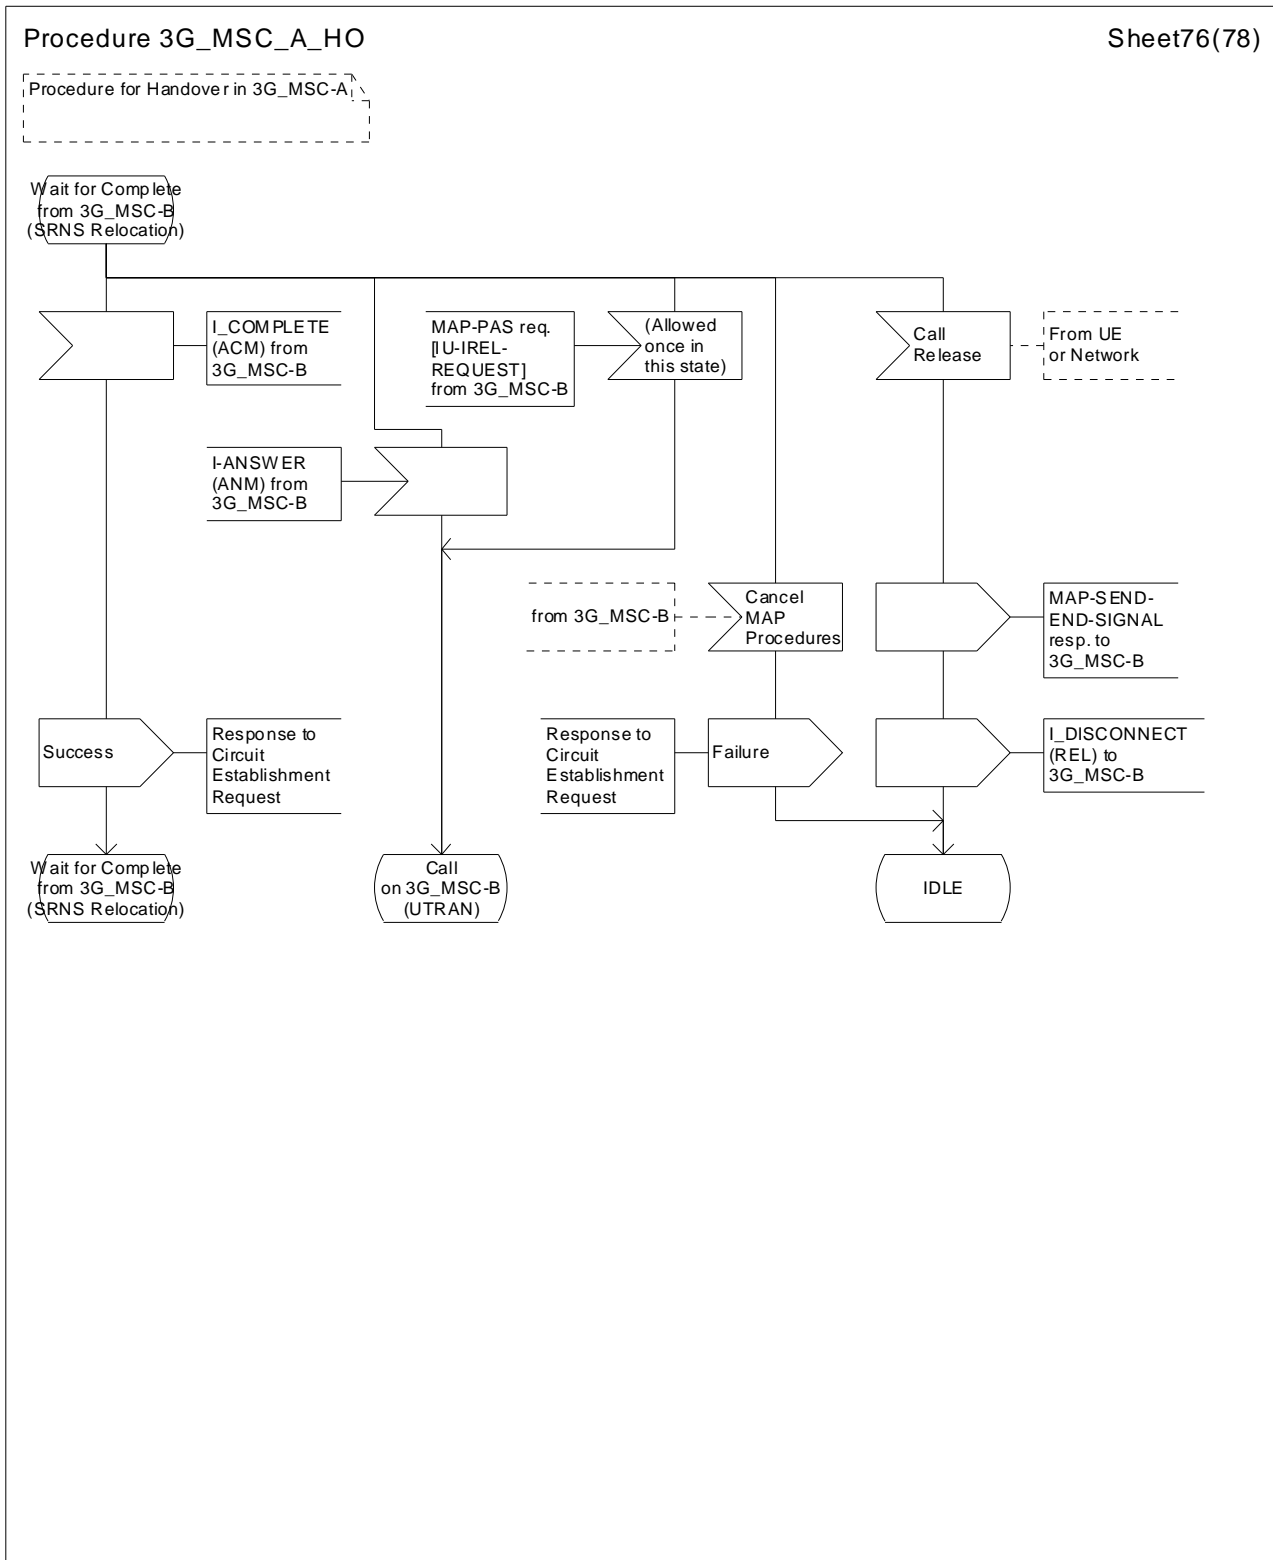 Procedure 3G_MSC_A_HO
Sheet76(78)
Procedure for Handover in 3G_MSC-A
Wait for Complete
from 3G_MSC-B
(SRNS Relocation)
I_COMPLETE
(ACM) from
3G_MSC-B
MAP-PAS req.
[IU-IREL-
REQUEST]
from 3G_MSC-B
(Allowed
once in
this state)
Call
Release
From UE
or Network
I-ANSWER
(ANM) from
3G_MSC-B
from 3G_MSC-B
Cancel
MAP
Procedures
MAP-SEND-
END-SIGNAL
resp. to
3G_MSC-B
Success
Response to
Circuit
Establishment
Request
Response to
Circuit
Establishment
Request
Failure
I_DISCONNECT
(REL) to
3G_MSC-B
Wait for Complete
from 3G_MSC-B
(SRNS Relocation)
Call
on 3G_MSC-B
(UTRAN)
IDLE